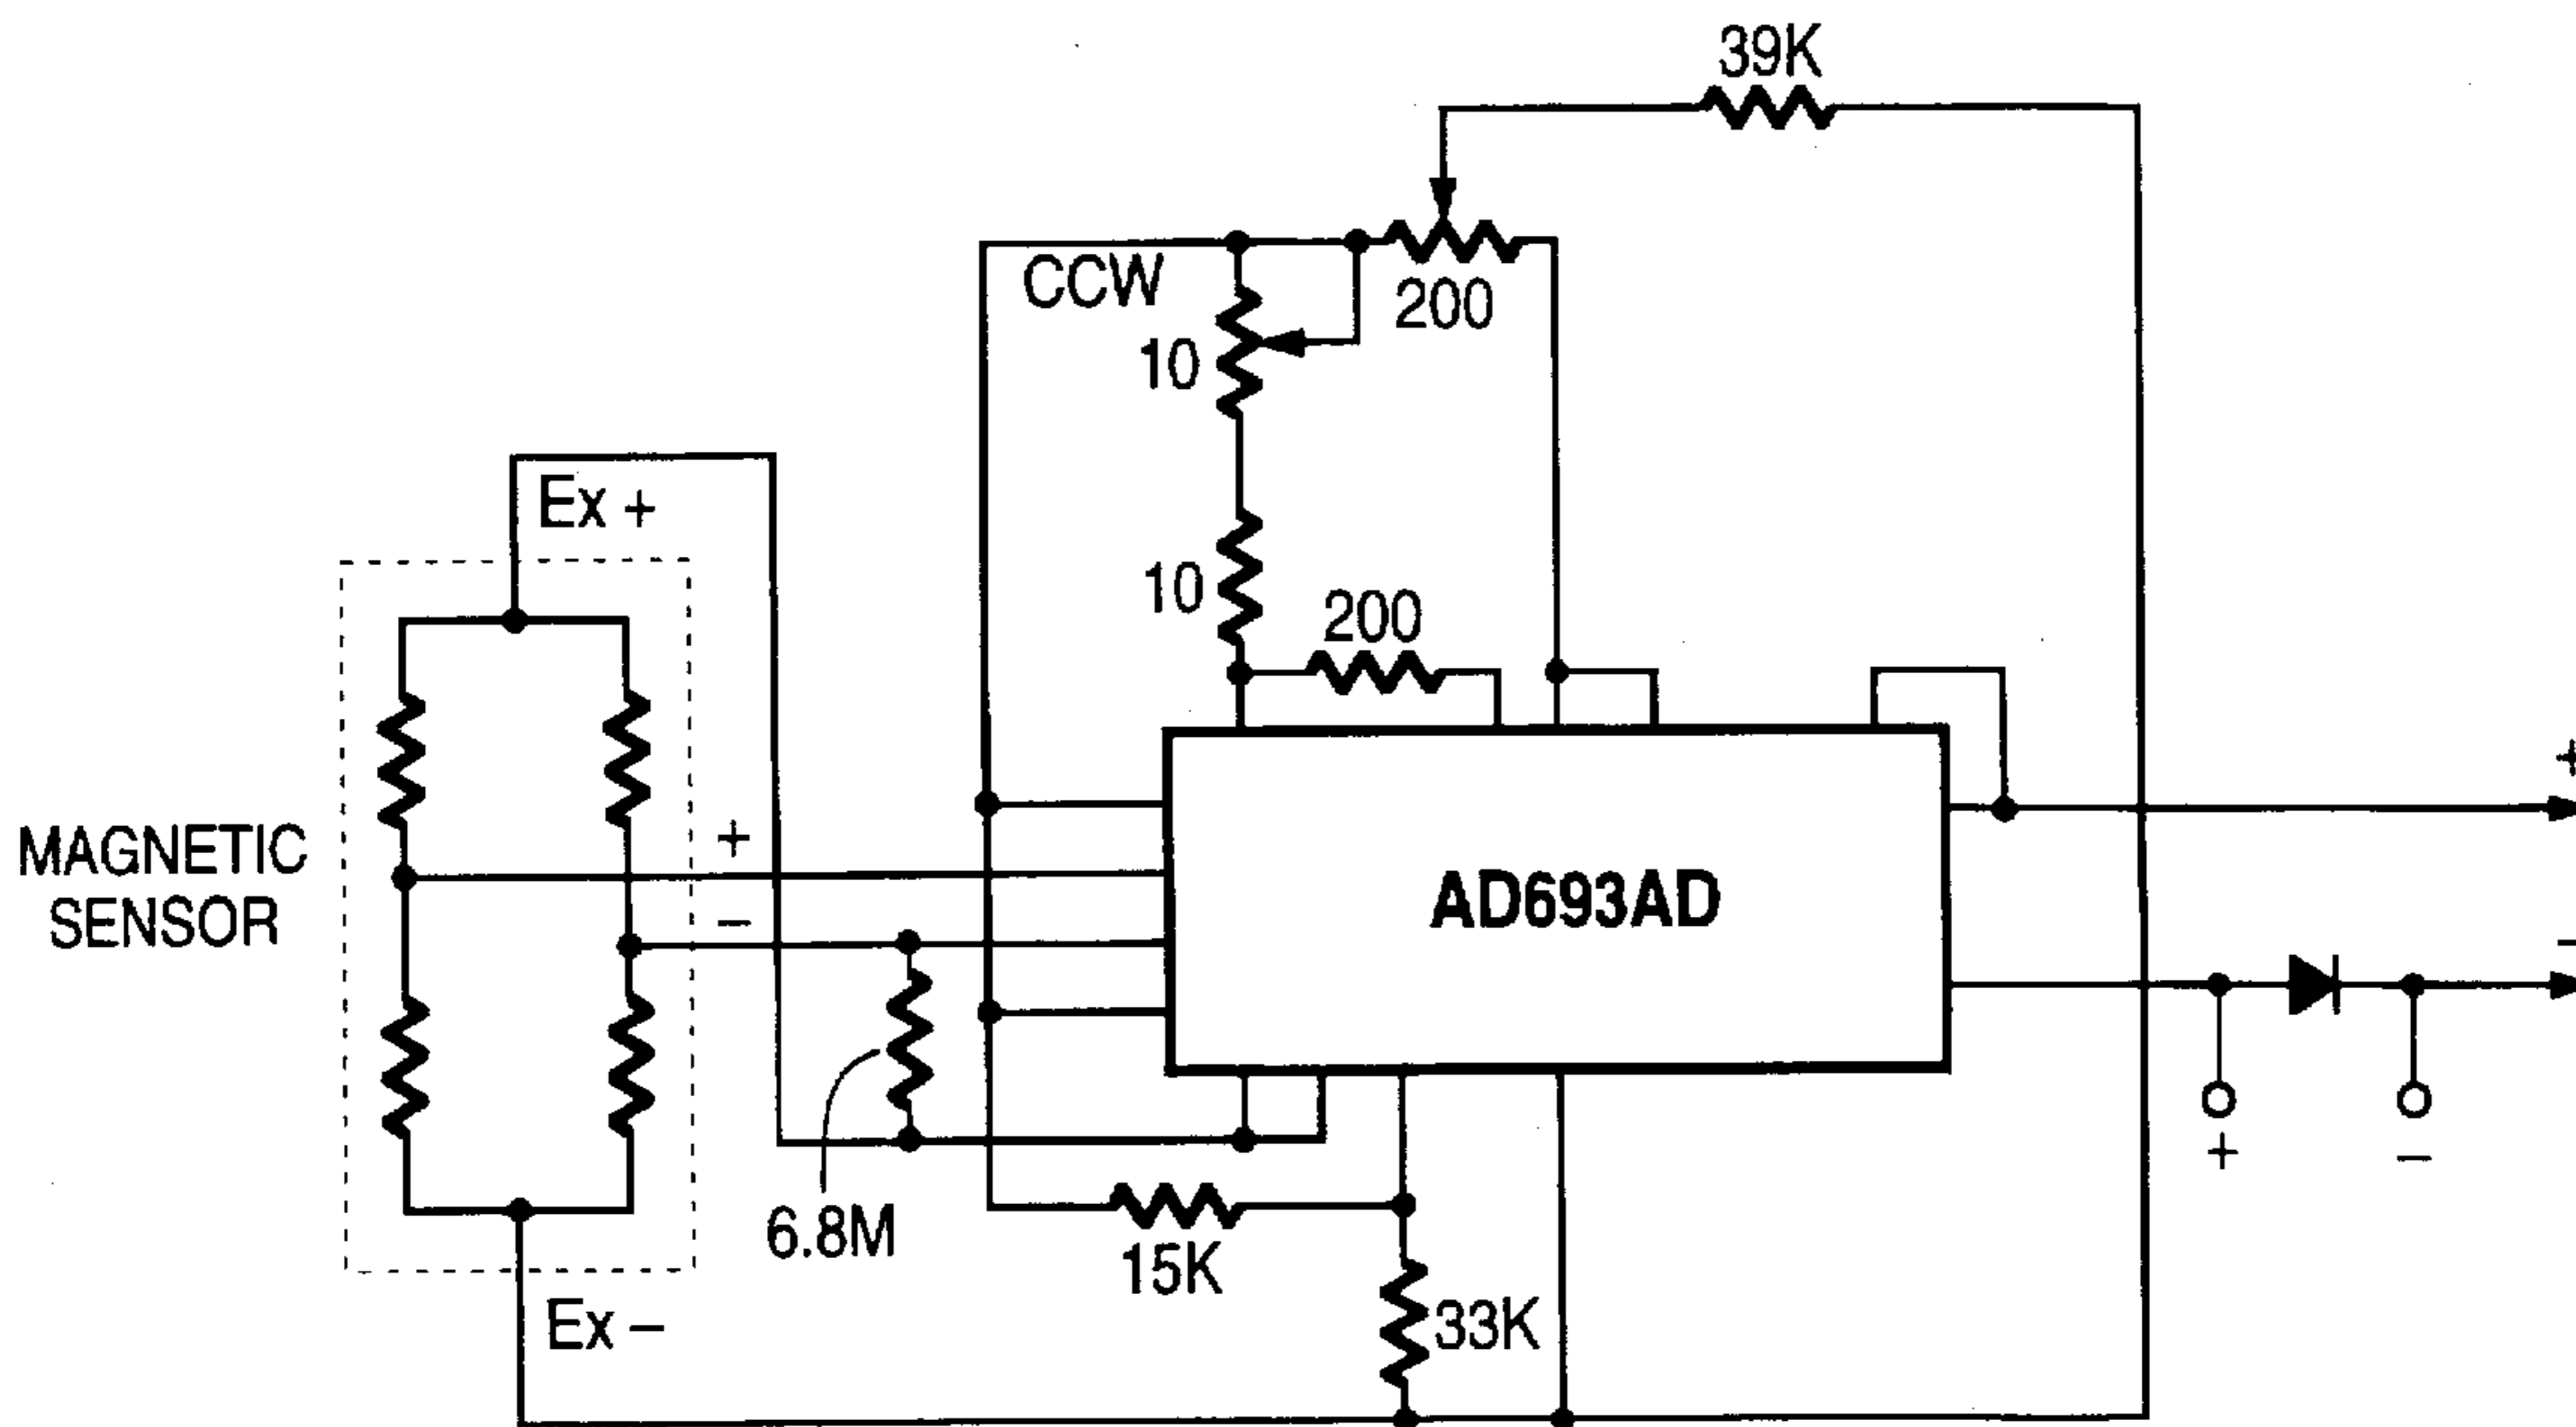 39K
CCW
200
10
Ex +
10
200
+
MAGNETIC
SENSOR
+
−
AD693AD
−
6.8M
15K
+
−
Ex −
33K